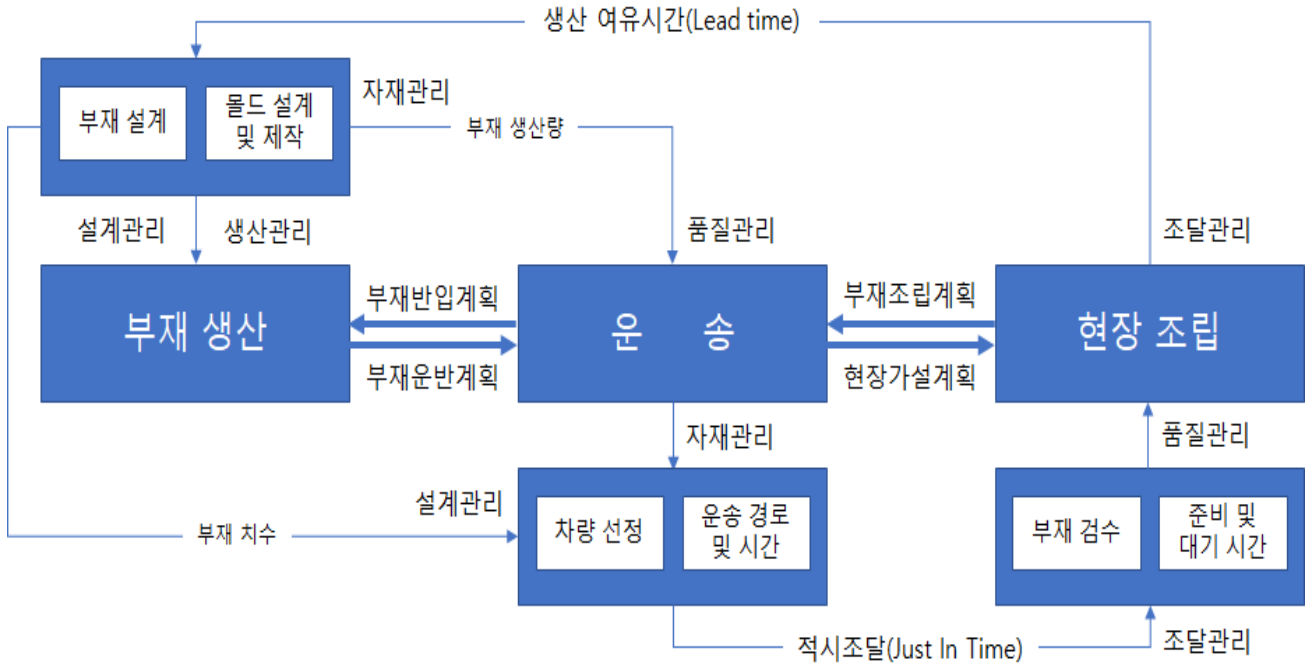 생산 여유시간(Lead time)
부재 설계
몰드 설계
및 제작
자재관리
부재 생산량
설계관리
생산관리
품질관리
조달관리
부재 생산
부재반입계획
부재운반계획
운 송
부재조립계획
현장가설계획
현장 조립
자재관리
품질관리
설계관리
부재 치수
차량 선정
운송 경로
및 시간
부재 검수
준비 및
대기 시간
적시조달(Just In Time)
조달관리